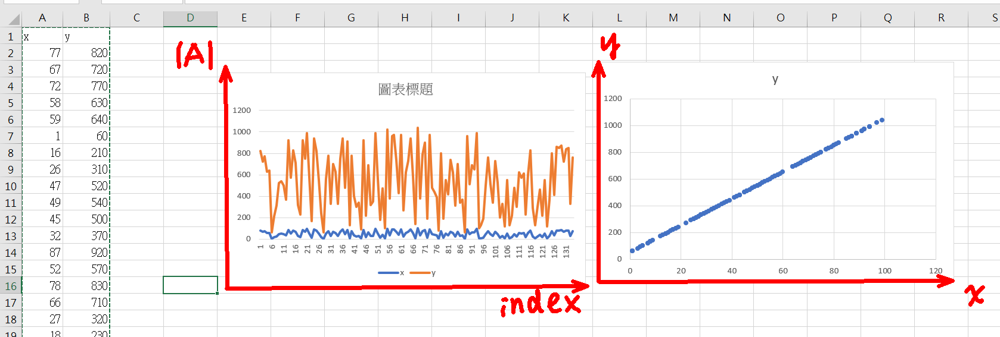 A B C D E F G H I J K L M N O P Q R S
1 x y
2 77 820
3 67 720
4 72 770
5 58 630
6 59 640
7 1 60
8 16 210
9 26 310
10 47 520
11 49 540
12 45 500
13 32 370
14 87 920
15 52 570
16 78 830
17 66 710
18 27 320
19 18 230
|A|
圖表標題
1200
1000
800
600
400
200
0
1 6 11 16 21 26 31 36 41 46 51 56 61 66 71 76 81 86 91 96 101 106 111 116 121 126 131
x y
index
y
y
1200
1000
800
600
400
200
0
0 20 40 60 80 100 120
x